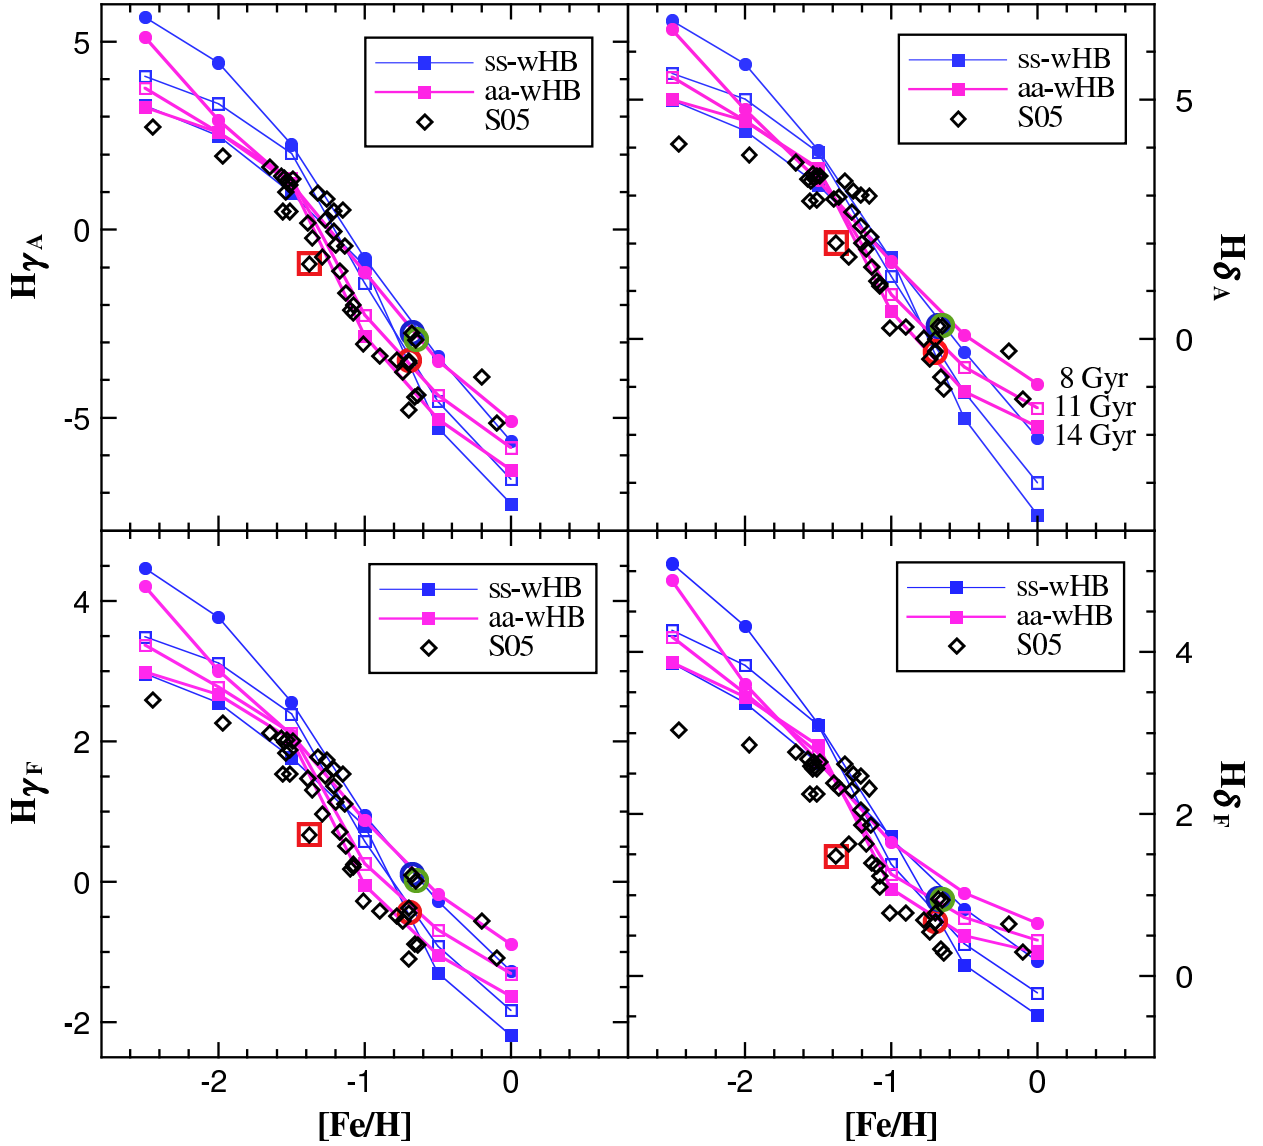 5
0
-5
HγA
ss-wHB
aa-wHB
S05
ss-wHB
aa-wHB
S05
5
0
HδA
8 Gyr
11 Gyr
14 Gyr
4
2
0
-2
HγF
ss-wHB
aa-wHB
S05
ss-wHB
aa-wHB
S05
4
2
0
HδF
-2
-1
0
-2
-1
0
[Fe/H]
[Fe/H]